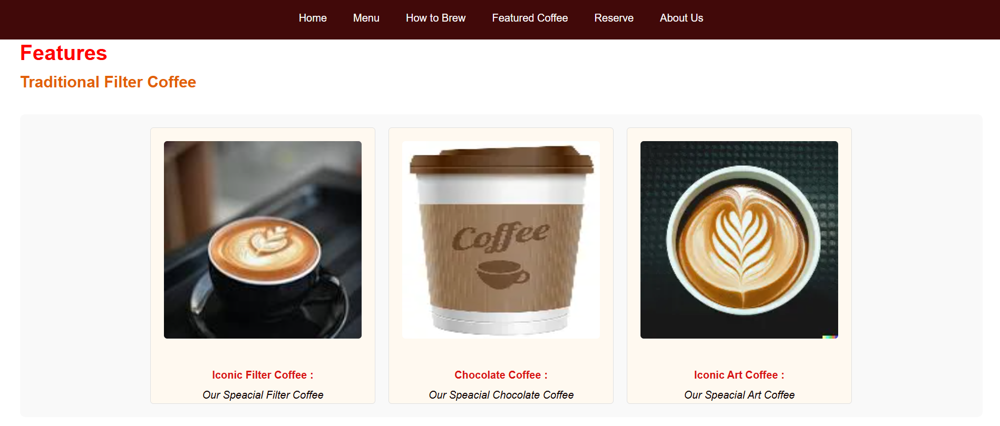 Home Menu How to Brew Featured Coffee Reserve About Us
Features
Traditional Filter Coffee
Coffee
Iconic Filter Coffee :
Our Speacial Filter Coffee
Chocolate Coffee :
Our Speacial Chocolate Coffee
Iconic Art Coffee :
Our Speacial Art Coffee